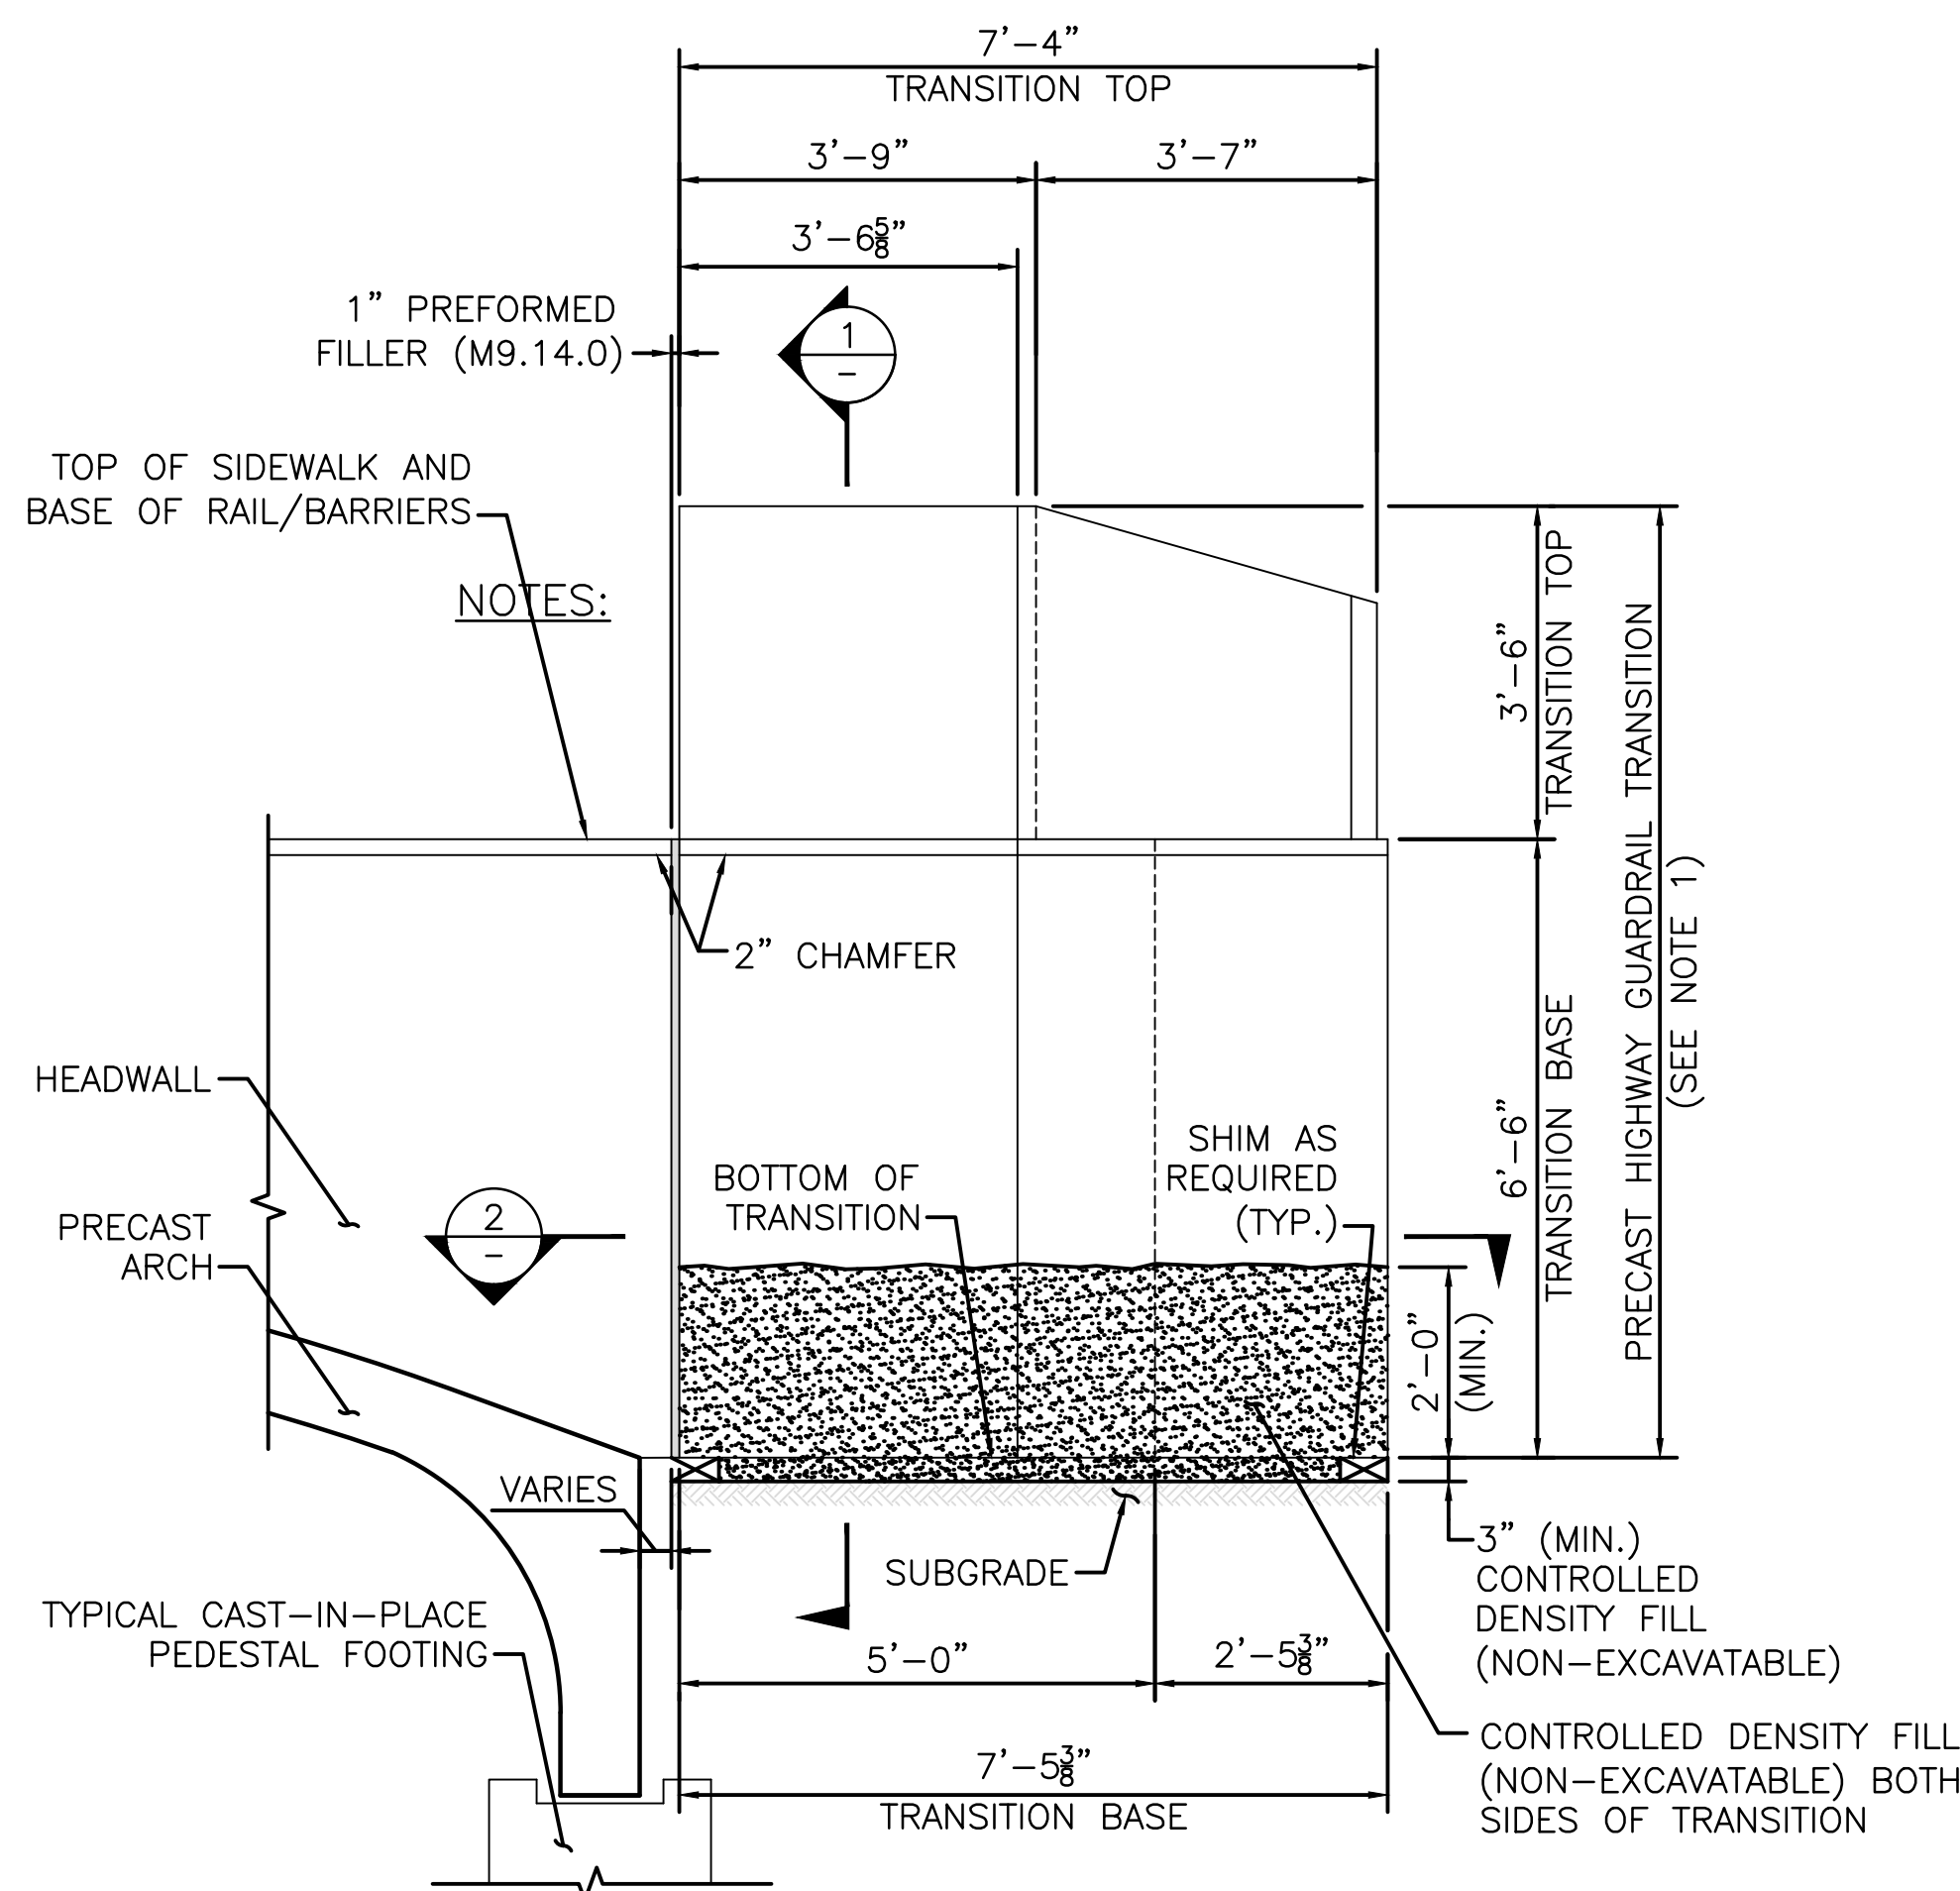 7'-4"
TRANSITION TOP
3'-9"
3'-7"
3'-6⅝"
1" PREFORMED
FILLER (M9.14.0)
1
-
TOP OF SIDEWALK AND
BASE OF RAIL/BARRIERS
NOTES:
3'-6"
TRANSITION TOP
PRECAST HIGHWAY GUARDRAIL TRANSITION
(SEE NOTE 1)
2" CHAMFER
HEADWALL
6'-6"
TRANSITION BASE
SHIM AS
REQUIRED
(TYP.)
BOTTOM OF
TRANSITION
PRECAST
ARCH
2
-
2'-0"
(MIN.)
VARIES
SUBGRADE
3" (MIN.)
CONTROLLED
DENSITY FILL
(NON-EXCAVATABLE)
TYPICAL CAST-IN-PLACE
PEDESTAL FOOTING
5'-0"
2'-5⅜"
CONTROLLED DENSITY FILL
(NON-EXCAVATABLE) BOTH
SIDES OF TRANSITION
7'-5⅜"
TRANSITION BASE